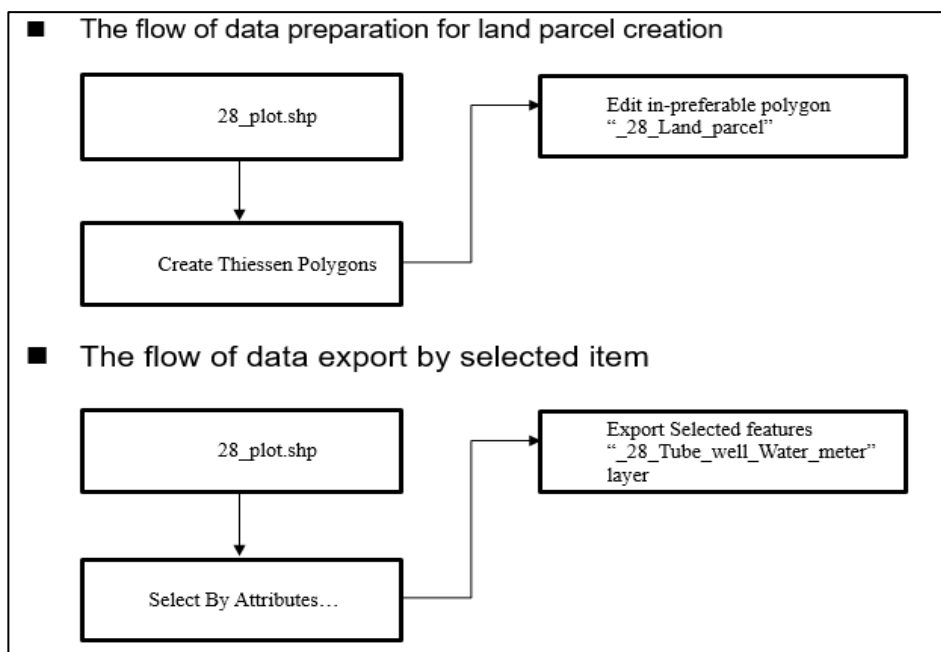 ■ The flow of data preparation for land parcel creation
28_plot.shp
Create Thiessen Polygons
Edit in-preferable polygon
“_28_Land_parcel”
■ The flow of data export by selected item
28_plot.shp
Select By Attributes…
Export Selected features
“_28_Tube_well_Water_meter”
layer